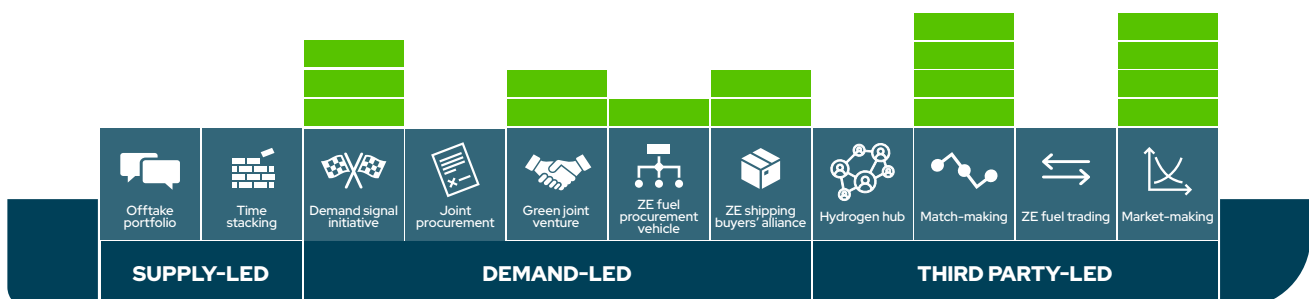 Offtake
portfolio
Time
stacking
Demand signal
initiative
Joint
procurement
Green joint
venture
ZE fuel
procurement
vehicle
ZE shipping
buyers' alliance
Hydrogen hub
Match-making
ZE fuel trading
Market-making
SUPPLY-LED
DEMAND-LED
THIRD PARTY-LED